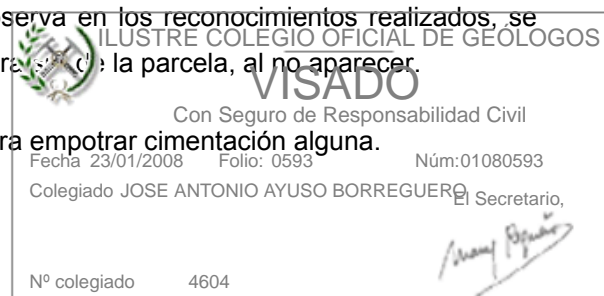 serva en los reconocimientos realizados, se
ILUSTRE COLEGIO OFICIAL DE GEÓLOGOS
de la parcela, al no aparecer.
VISADO
Con Seguro de Responsabilidad Civil
ra empotrar cimentación alguna.
Fecha 23/01/2008 Folio: 0593 Núm:01080593
Colegiado JOSE ANTONIO AYUSO BORREGUERO
El Secretario,
Nº colegiado 4604